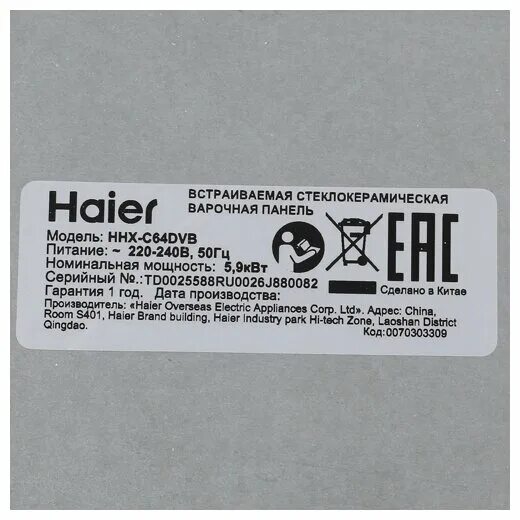 Haier
ВСТРАИВАЕМАЯ СТЕКЛОКЕРАМИЧЕСКАЯ
ВАРОЧНАЯ ПАНЕЛЬ
Модель: HHX-C64DVB
Питание: ~ 220-240В, 50Гц
Номинальная мощность: 5,9кВт
Серийный №:TD0025588RU0026J880082
Гарантия 1 год. Дата производства:
EAC
Сделано в Китае
Производитель: «Haier Overseas Electric Appliances Corp. Ltd». Адрес: China,
Room S401, Haier Brand building, Haier Industry park Hi-tech Zone, Laoshan District
Qingdao.
Код:0070303309